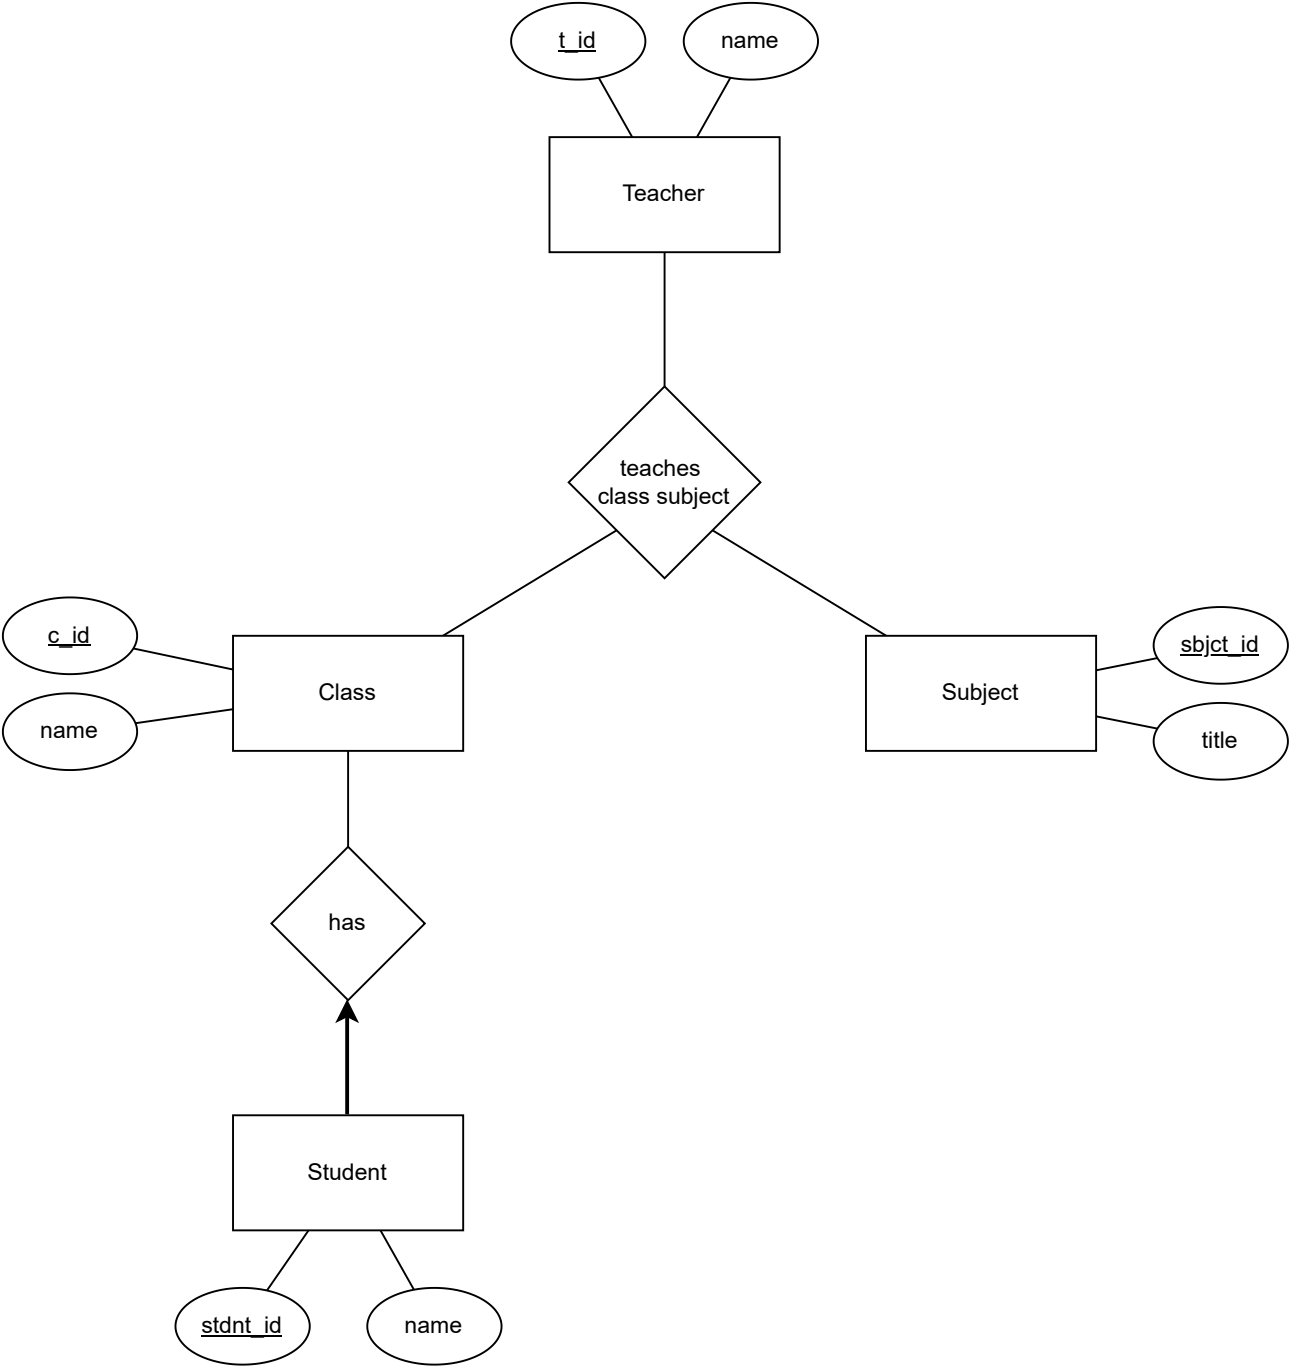 t_id
name
Teacher
teaches
class subject
c_id
name
Class
Subject
sbjct_id
title
has
Student
stdnt_id
name